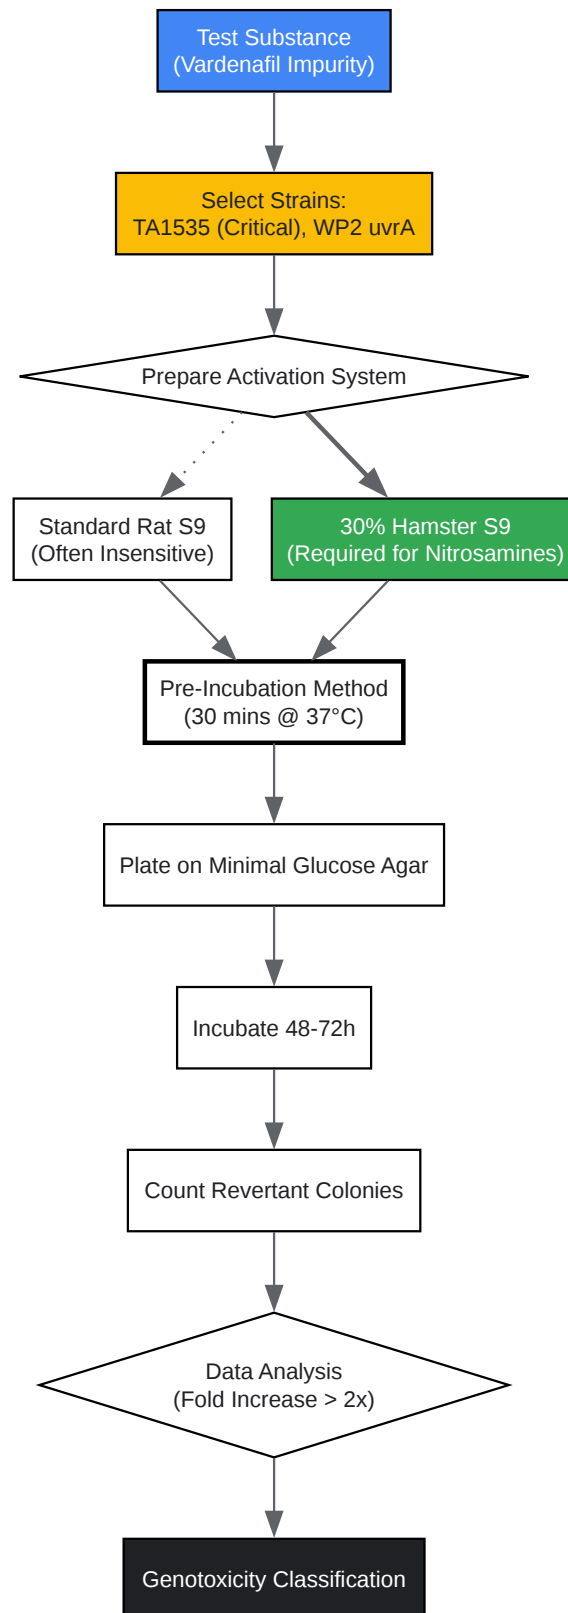 Test Substance
(Vardenafil Impurity)
Select Strains:
TA1535 (Critical), WP2 uvrA
Prepare Activation System
Standard Rat S9
(Often Insensitive)
30% Hamster S9
(Required for Nitrosamines)
Pre-Incubation Method
(30 mins @ 37°C)
Plate on Minimal Glucose Agar
Incubate 48-72h
Count Revertant Colonies
Data Analysis
(Fold Increase > 2x)
Genotoxicity Classification